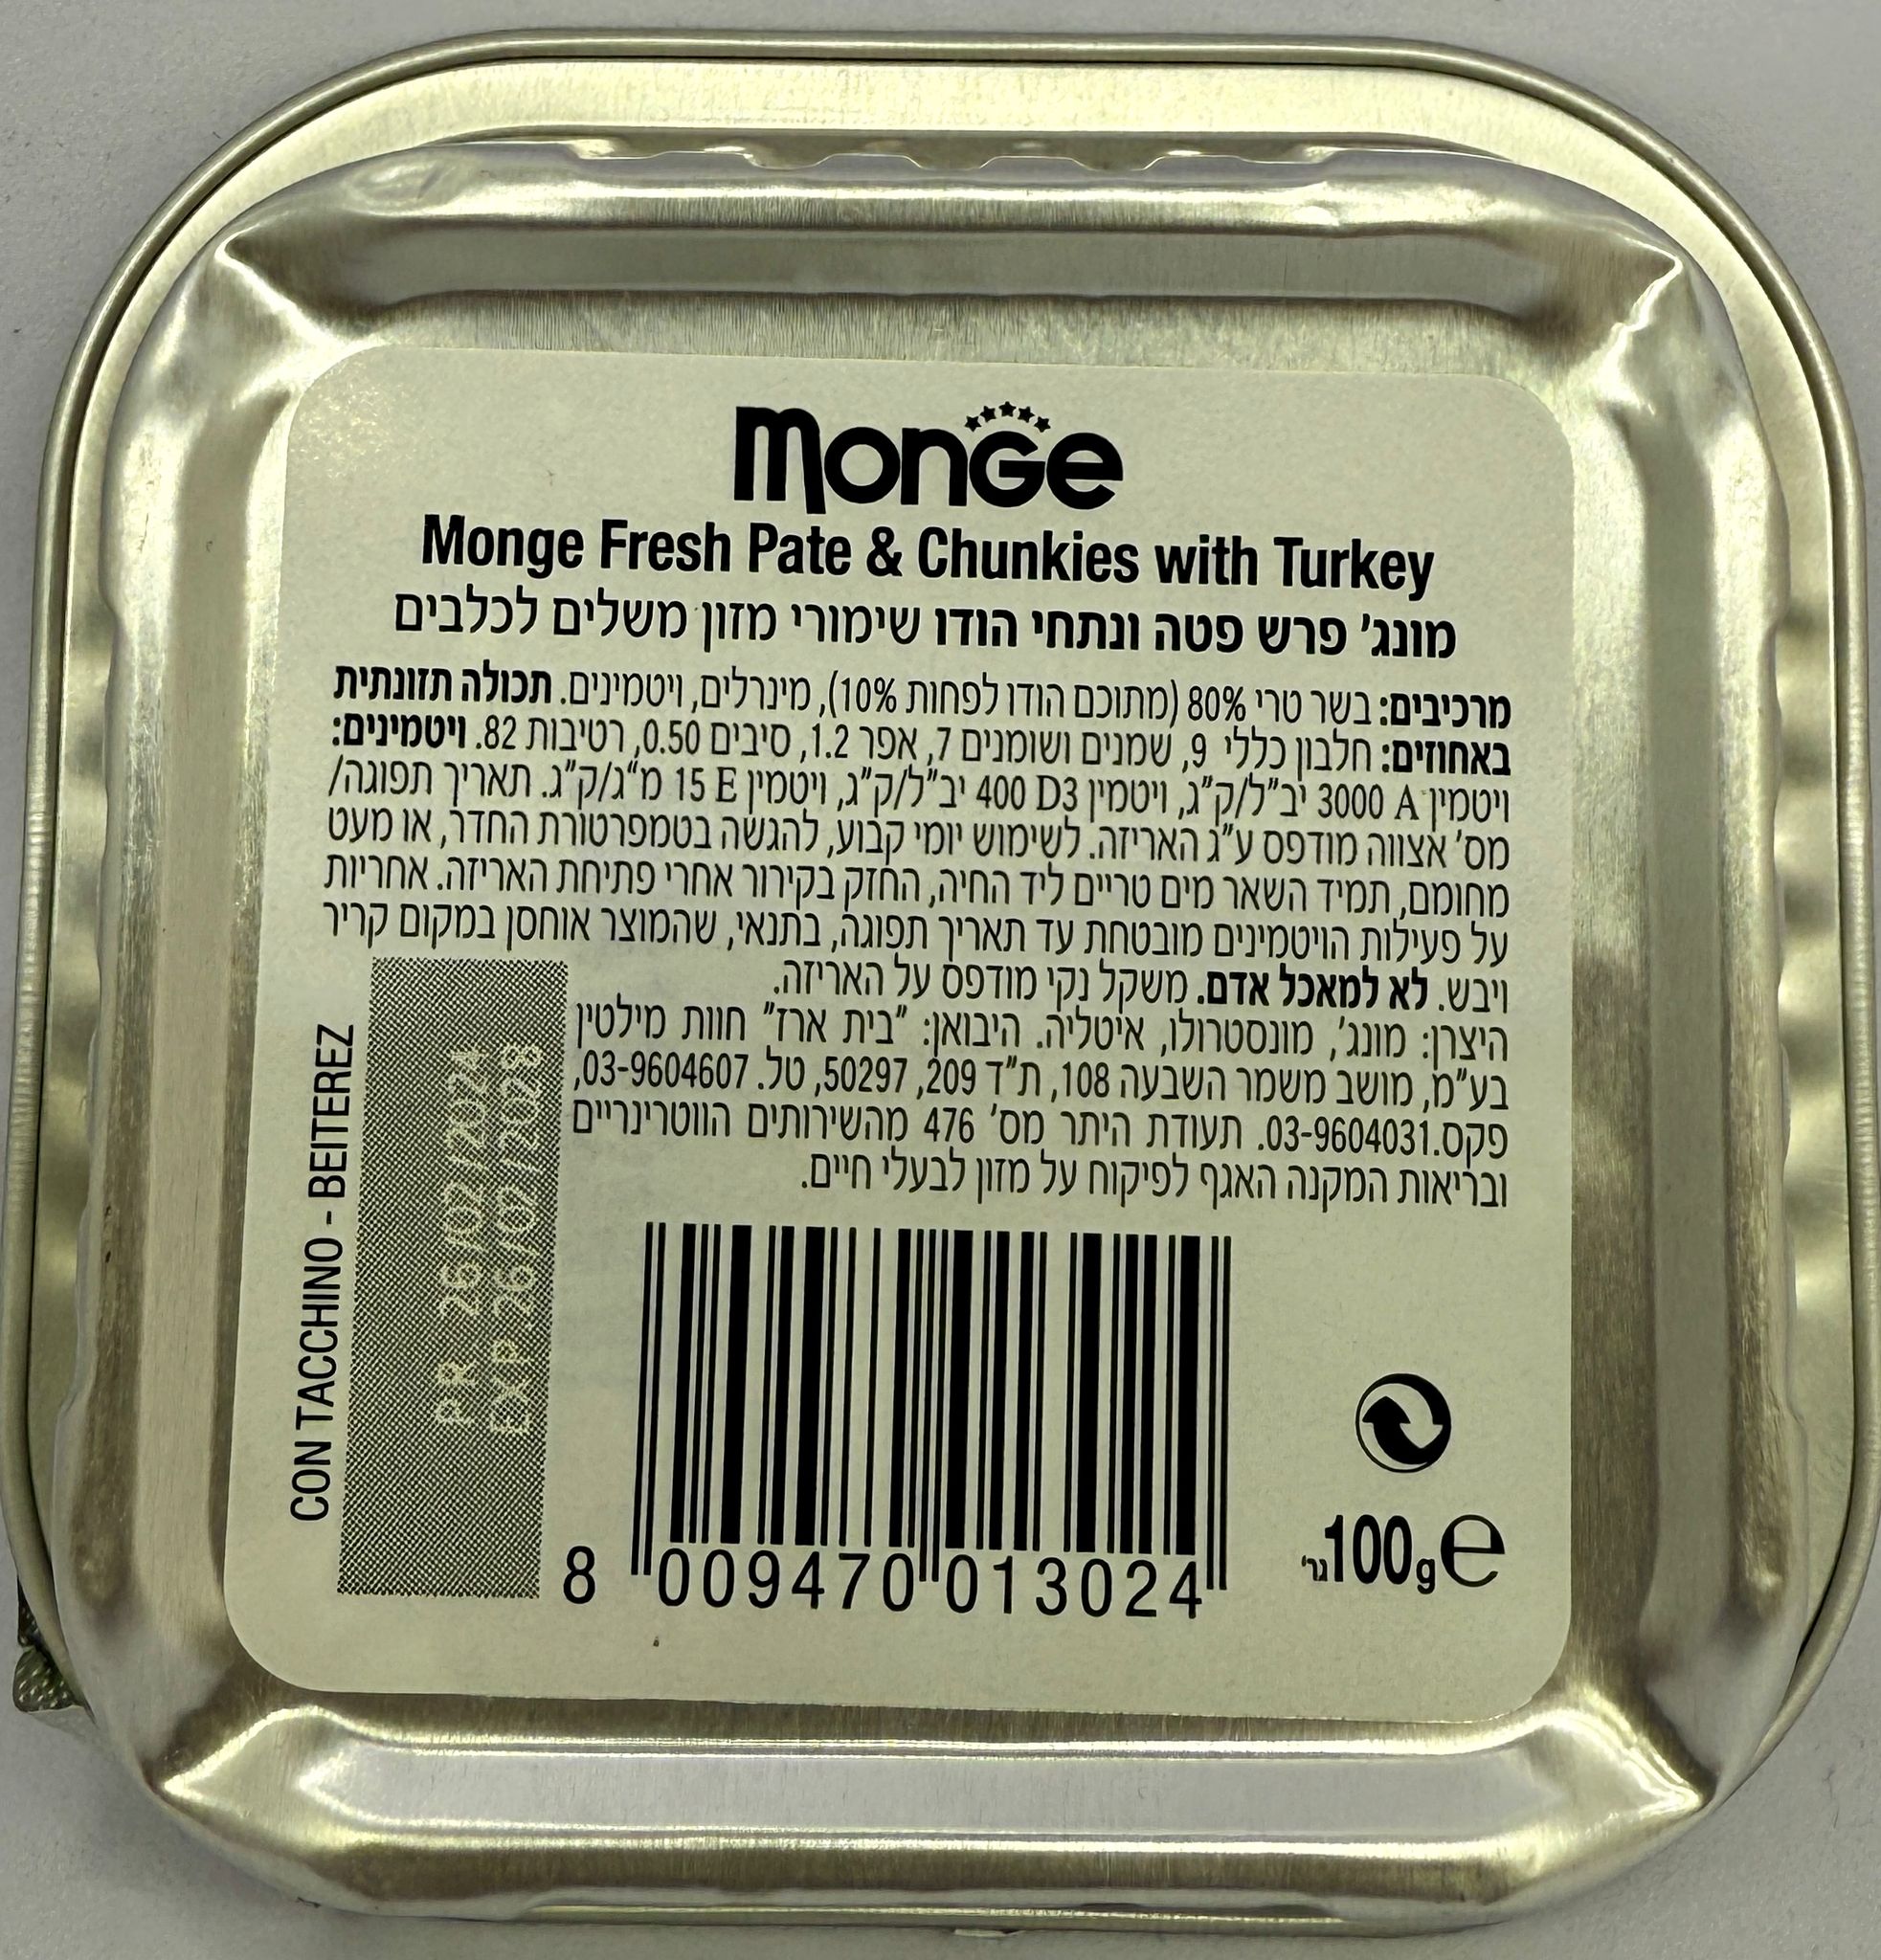 Monge
Monge Fresh Pate & Chunkies with Turkey
מונג׳ פרש פטה ונתחי הודו שימורי מזון משלים לכלבים
מרכיבים: בשר טרי 80% (מתוכם הודו לפחות 10%), מינרלים, ויטמינים. תכולה תזונתית
באחוזים: חלבון כללי 9, שמנים ושומנים 7, אפר 1.2, סיבים 0.50, רטיבות 82. ויטמינים:
ויטמין A 3000 יב״ל/ק״ג, ויטמין D3 400 יב״ל/ק״ג, ויטמין E 15 מ״ג/ק״ג. תאריך תפוגה/
מס׳ אצווה מודפס ע״ג האריזה. לשימוש יומי קבוע, להגשה בטמפרטורת החדר, או מעט
מחומם, תמיד השאר מים טריים ליד החיה, החזק בקירור אחרי פתיחת האריזה. אחריות
על פעילות הויטמינים מובטחת עד תאריך תפוגה, בתנאי, שהמוצר אוחסן במקום קריר
ויבש. לא למאכל אדם. משקל נקי מודפס על האריזה.
היצרן: מונג׳, מונסטרולו, איטליה. היבואן: ״בית ארז״ חוות מילטין
בע״מ, מושב משמר השבעה 108, ת״ד 209, 50297, טל. 03-9604607,
פקס.03-9604031. תעודת היתר מס׳ 476 מהשירותים הווטרינריים
ובריאות המקנה האגף לפיקוח על מזון לבעלי חיים.
CON TACCHINO - BEITEREZ
PR 26/02/2024
EXP.26/02/2028
8 009470 013024
100g e גר׳